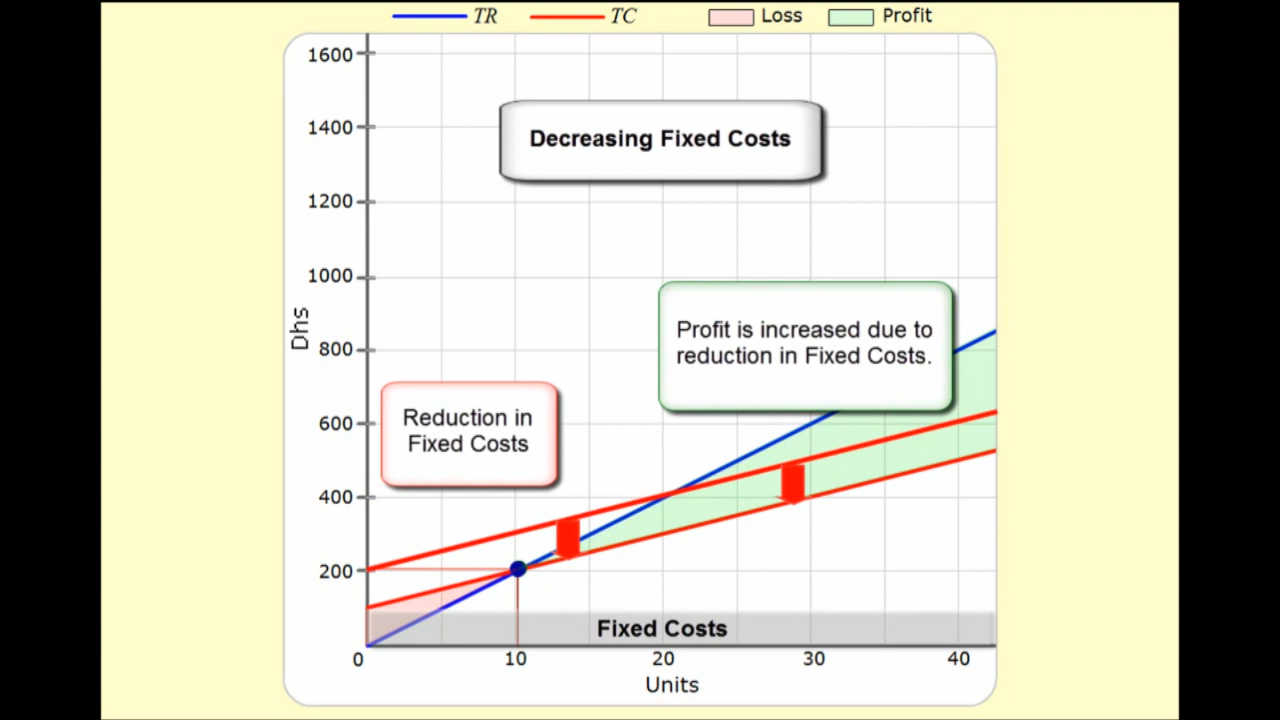 TR TC Loss Profit
1600
1400
Decreasing Fixed Costs
1200
1000
Dhs
Profit is increased due to
reduction in Fixed Costs.
800
Reduction in
Fixed Costs
600
400
200
Fixed Costs
0 10 20 30 40
Units